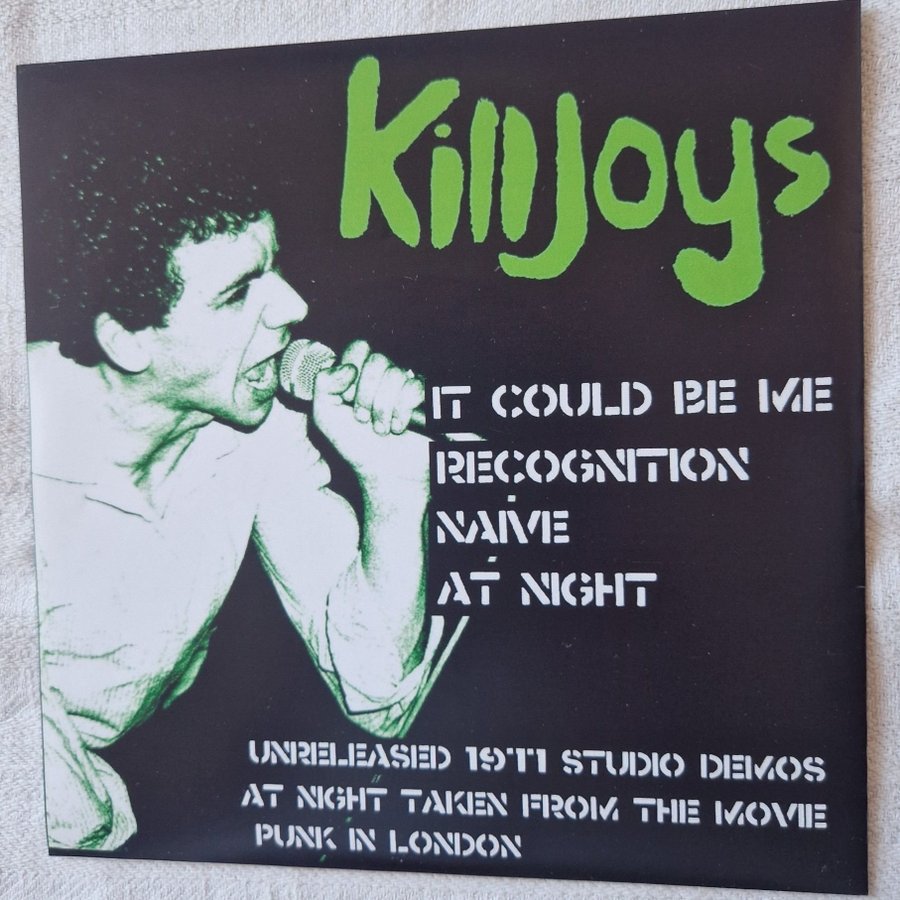 Killjoys
IT COULD BE ME
RECOGNITION
NAIVE
AT NIGHT
UNRELEASED 1977 STUDIO DEMOS
AT NIGHT TAKEN FROM THE MOVIE
PUNK IN LONDON